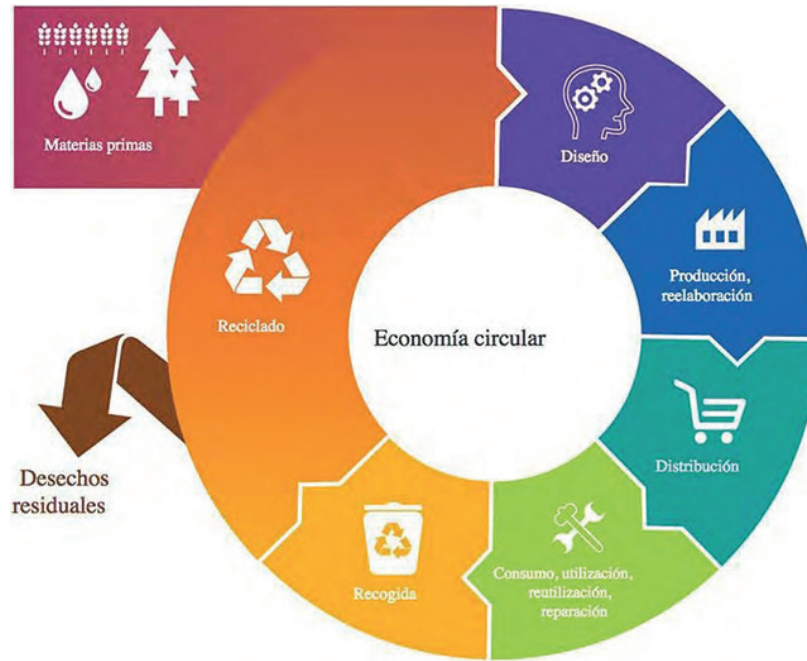 Materias primas
Diseño
Producción,
reelaboración
Reciclado
Economía circular
Distribución
Desechos
residuales
Recogida
Consumo, utilización,
reutilización,
reparación